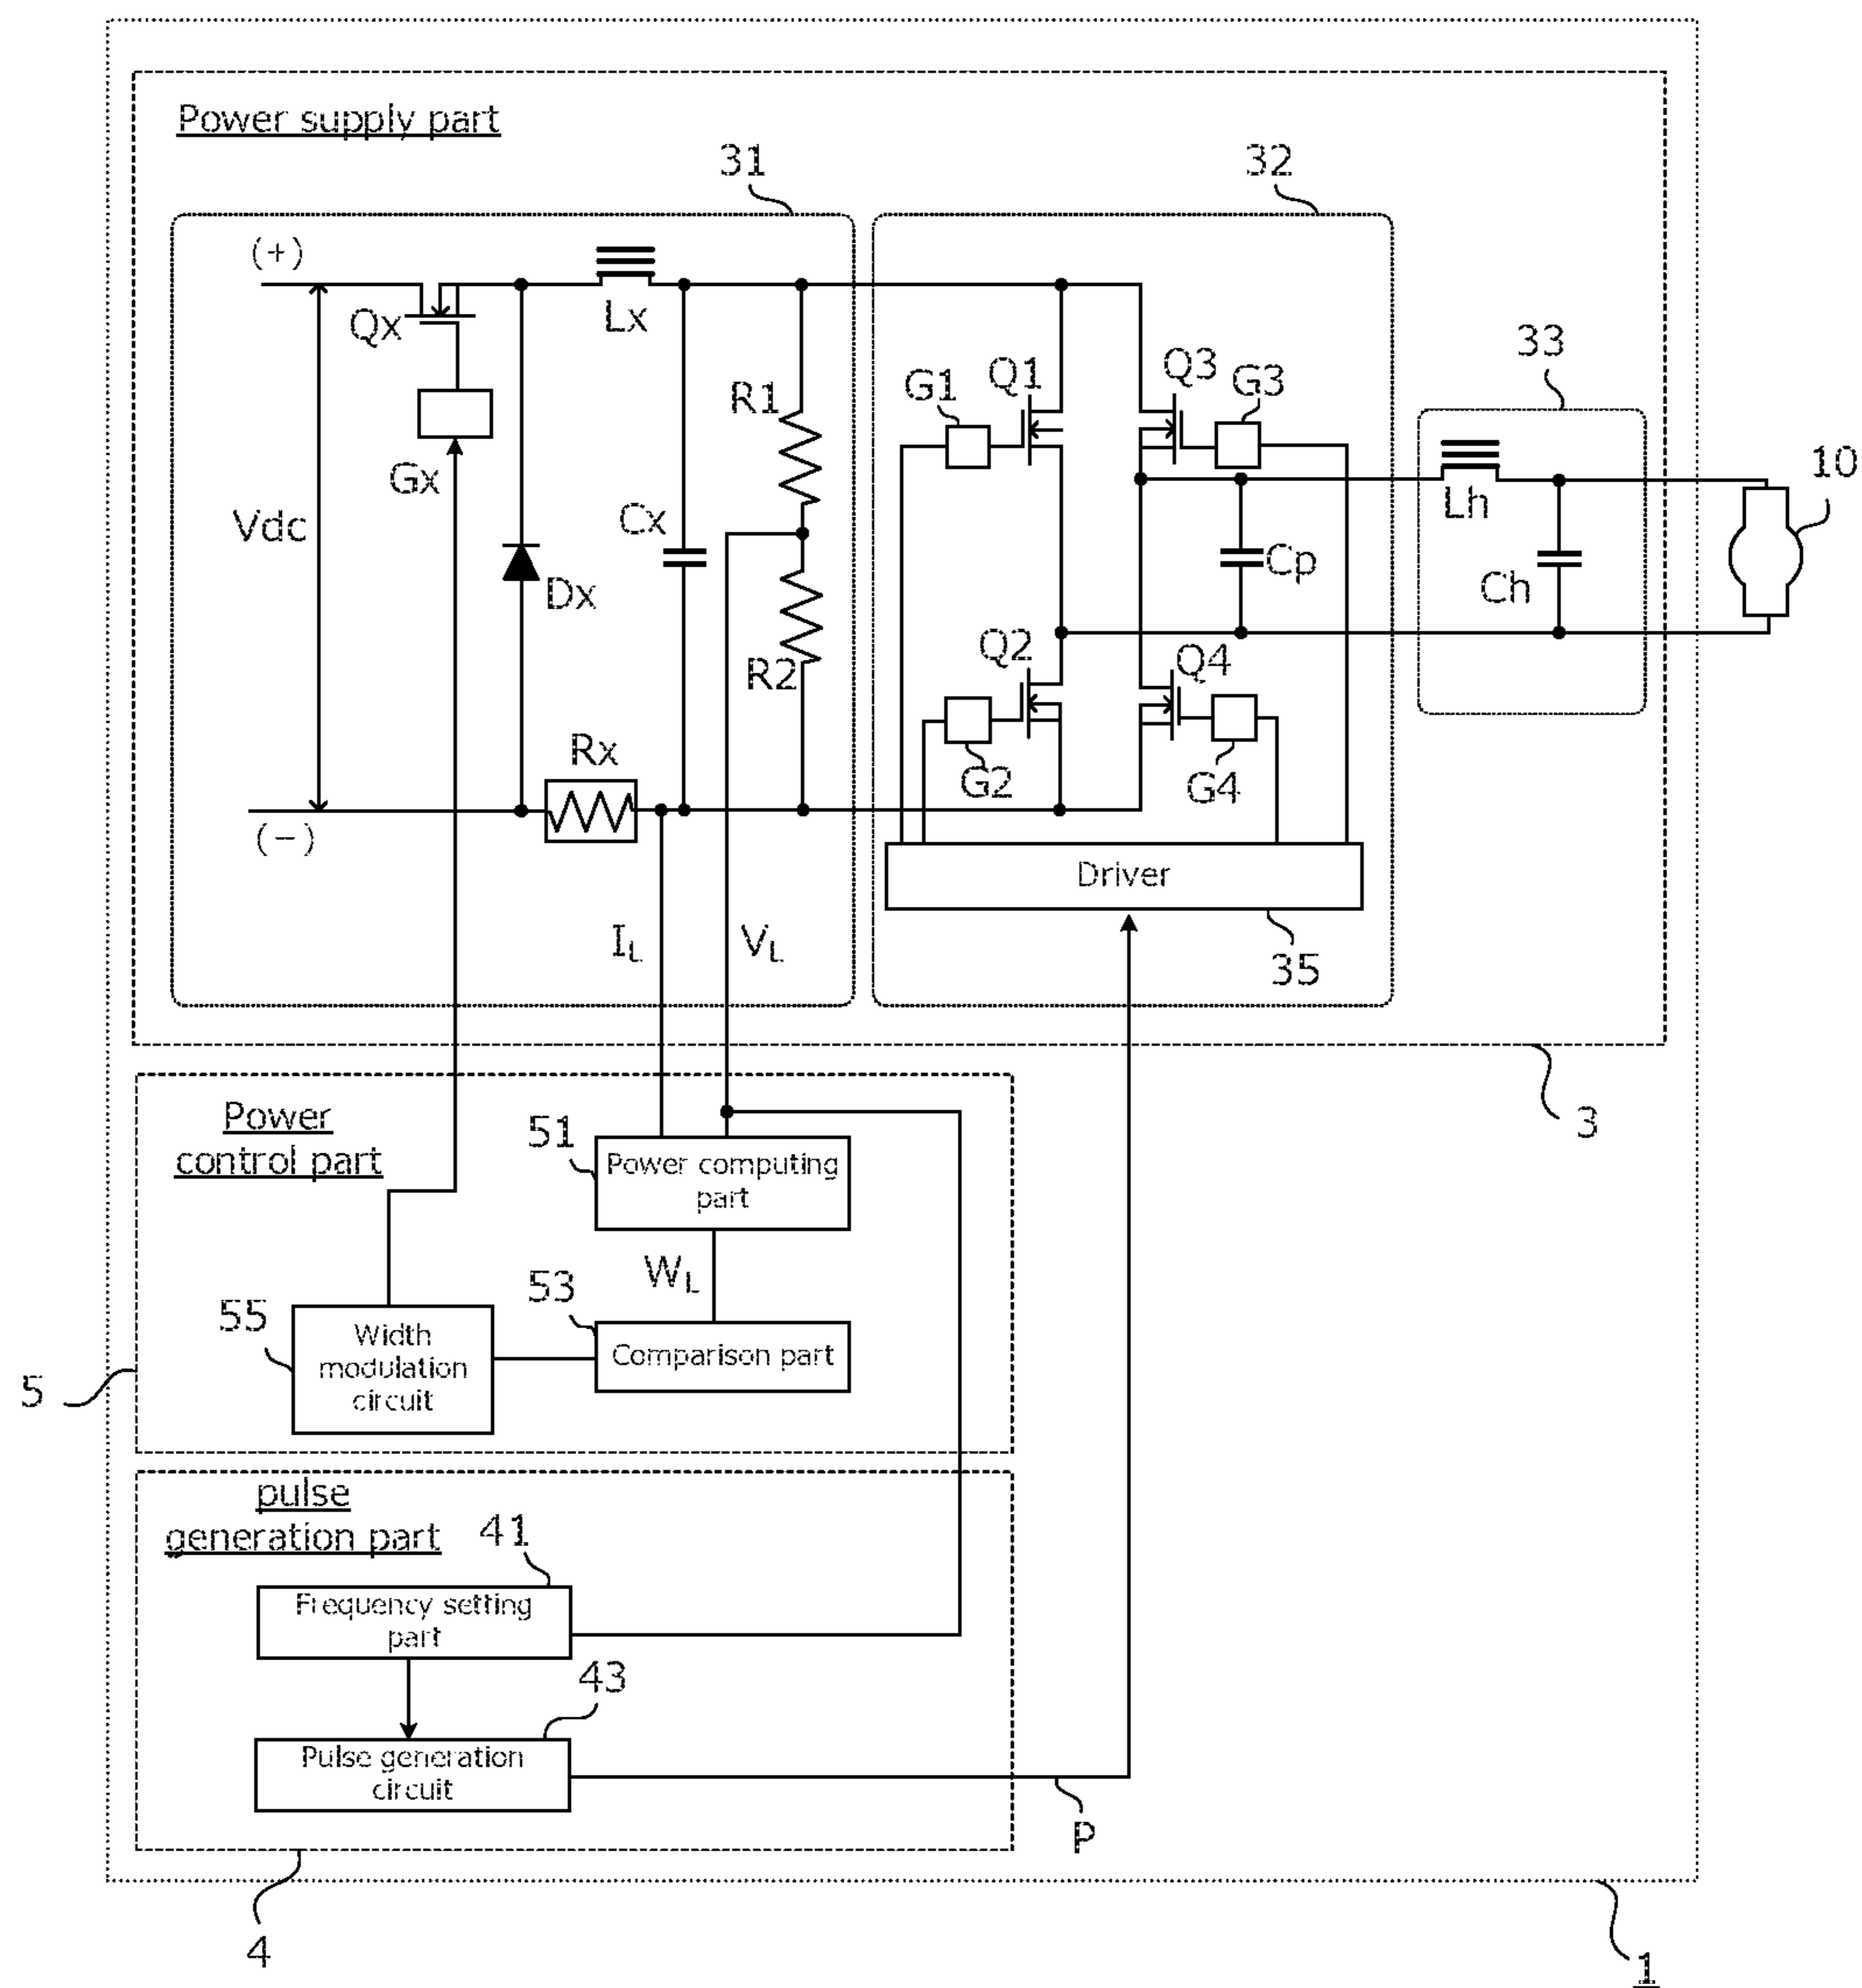 Power supply part
31
32
(+)
Qx
Lx
33
Q1
Q3
G1
G3
R1
10
Gx
Lh
Vdc
Cx
Cp
Dx
Ch
Q2
Q4
R2
Rx
G2
G4
(−)
Driver
I_L
V_L
35
3
Power
control part
51
Power computing
part
W_L
53
55
Width
modulation
circuit
Comparison part
5
pulse
generation part
41
Frequency setting
part
43
Pulse generation
circuit
P
4
1